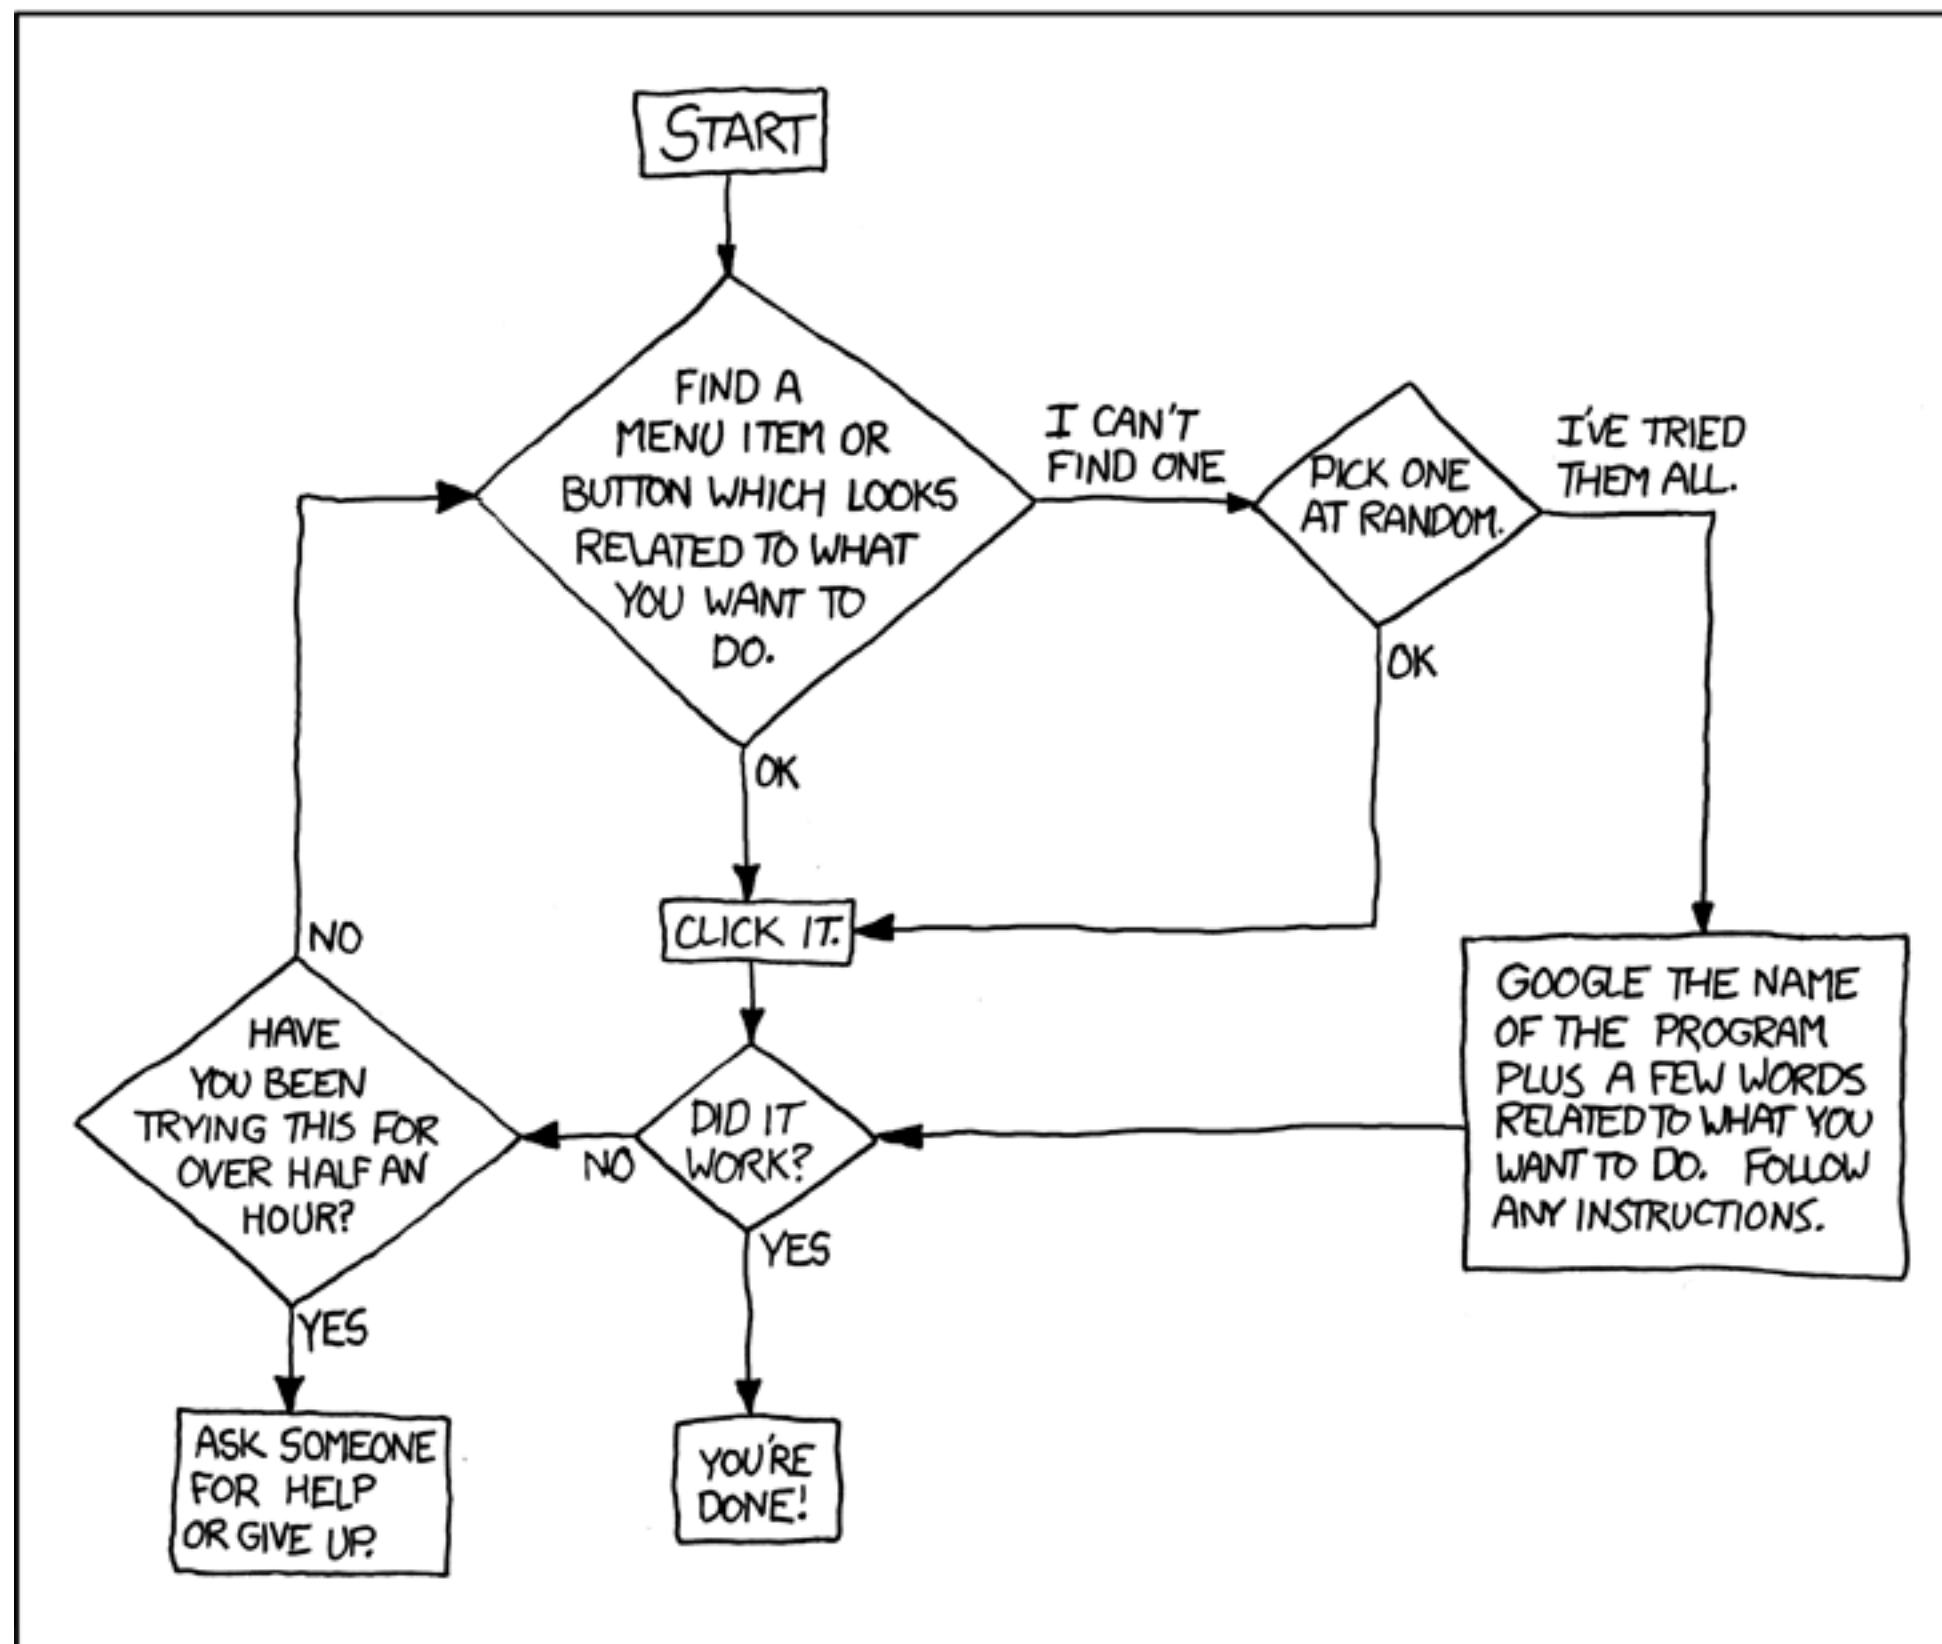 START
FIND A
MENU ITEM OR
BUTTON WHICH LOOKS
RELATED TO WHAT
YOU WANT TO
DO.
I CAN'T
FIND ONE
PICK ONE
AT RANDOM.
I'VE TRIED
THEM ALL.
OK
OK
CLICK IT.
NO
HAVE
YOU BEEN
TRYING THIS FOR
OVER HALF AN
HOUR?
NO
DID IT
WORK?
GOOGLE THE NAME
OF THE PROGRAM
PLUS A FEW WORDS
RELATED TO WHAT YOU
WANT TO DO. FOLLOW
ANY INSTRUCTIONS.
YES
YES
ASK SOMEONE
FOR HELP
OR GIVE UP.
YOU'RE
DONE!